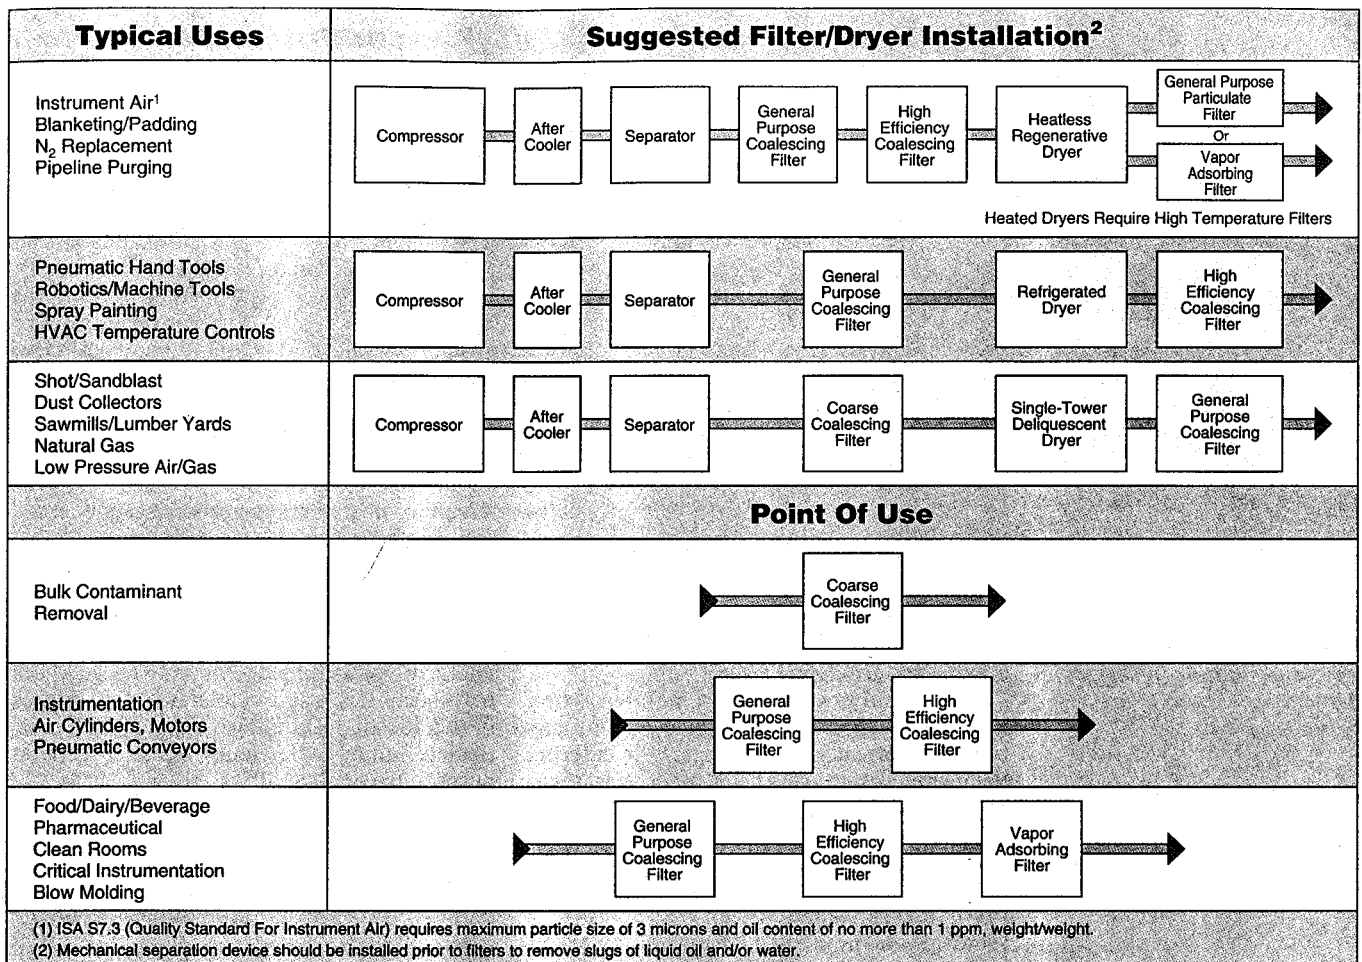 Typical Uses
Suggested Filter/Dryer Installation²
Instrument Air¹
Blanketing/Padding
N₂ Replacement
Pipeline Purging
Compressor
After
Cooler
Separator
General
Purpose
Coalescing
Filter
High
Efficiency
Coalescing
Filter
Heatless
Regenerative
Dryer
General Purpose
Particulate
Filter
Or
Vapor
Adsorbing
Filter
Heated Dryers Require High Temperature Filters
Pneumatic Hand Tools
Robotics/Machine Tools
Spray Painting
HVAC Temperature Controls
Compressor
After
Cooler
Separator
General
Purpose
Coalescing
Filter
Refrigerated
Dryer
High
Efficiency
Coalescing
Filter
Shot/Sandblast
Dust Collectors
Sawmills/Lumber Yards
Natural Gas
Low Pressure Air/Gas
Compressor
After
Cooler
Separator
Coarse
Coalescing
Filter
Single-Tower
Deliquescent
Dryer
General
Purpose
Coalescing
Filter
Point Of Use
Bulk Contaminant
Removal
Coarse
Coalescing
Filter
Instrumentation
Air Cylinders, Motors
Pneumatic Conveyors
General
Purpose
Coalescing
Filter
High
Efficiency
Coalescing
Filter
Food/Dairy/Beverage
Pharmaceutical
Clean Rooms
Critical Instrumentation
Blow Molding
General
Purpose
Coalescing
Filter
High
Efficiency
Coalescing
Filter
Vapor
Adsorbing
Filter
(1) ISA S7.3 (Quality Standard For Instrument Air) requires maximum particle size of 3 microns and oil content of no more than 1 ppm, weight/weight.
(2) Mechanical separation device should be installed prior to filters to remove slugs of liquid oil and/or water.